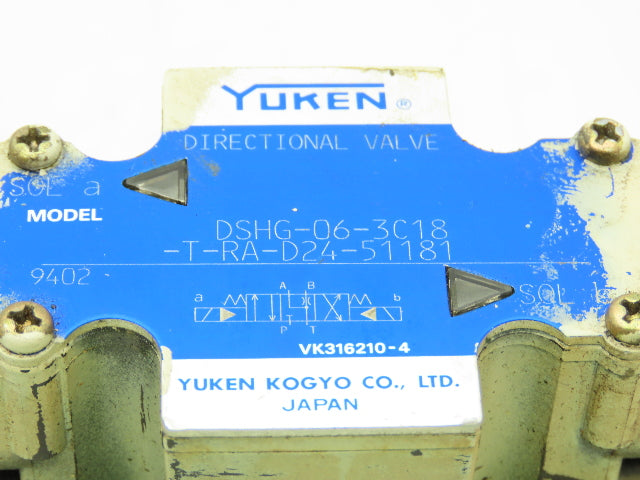 YUKEN®
DIRECTIONAL VALVE
SOL a
MODEL
DSHG-06-3C18
-T-RA-D24-51181
9402
SOL b
a A B b
P T
VK316210-4
YUKEN KOGYO CO., LTD.
JAPAN